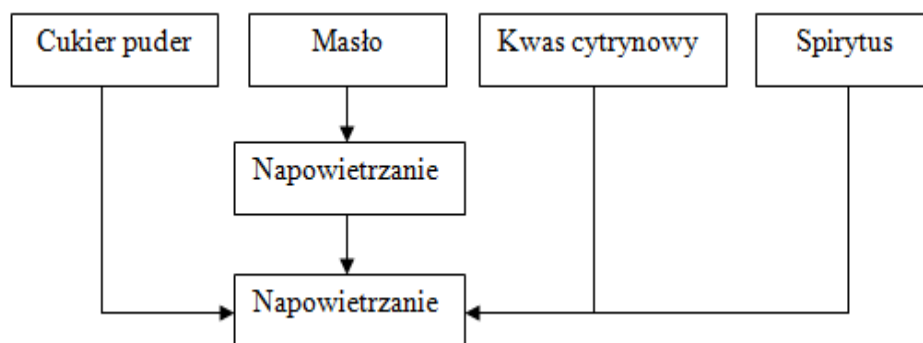 Cukier puder
Masło
Kwas cytrynowy
Spirytus
Napowietrzanie
Napowietrzanie